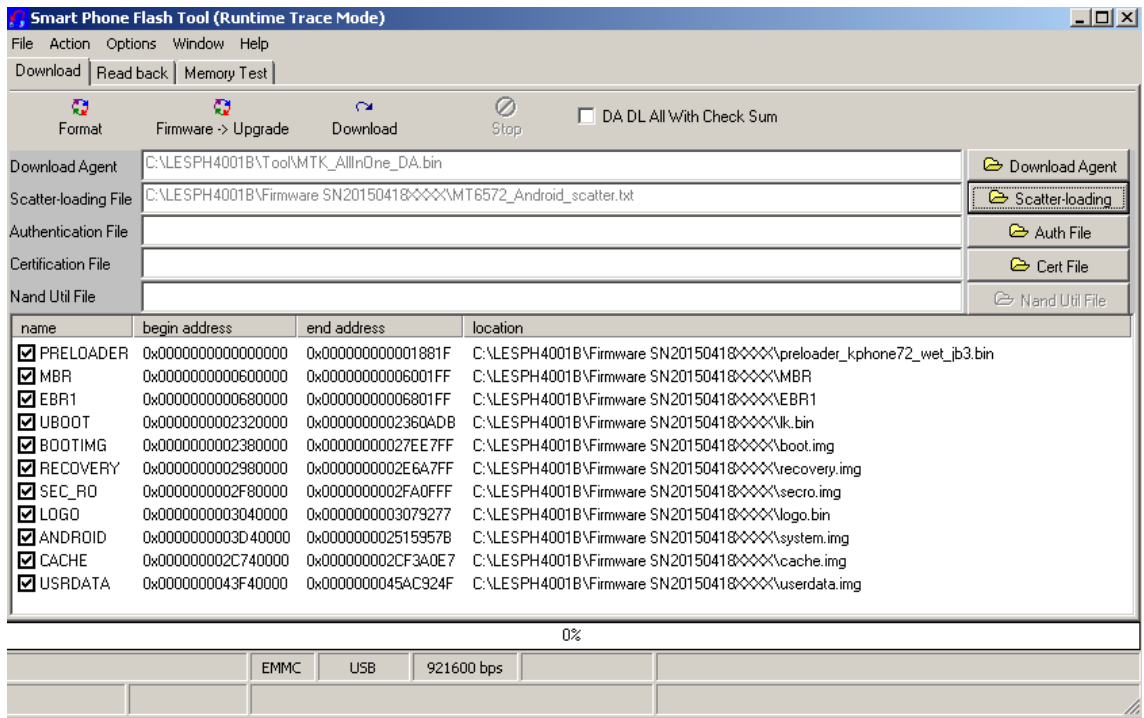 Smart Phone Flash Tool (Runtime Trace Mode)
File Action Options Window Help
Download Read back Memory Test
Format Firmware -> Upgrade Download Stop DA DL All With Check Sum
Download Agent C:\LESPH4001B\Tool\MTK_AllInOne_DA.bin Download Agent
Scatter-loading File C:\LESPH4001B\Firmware SN20150418XXXX\MT6572_Android_scatter.txt Scatter-loading
Authentication File Auth File
Certification File Cert File
Nand Util File Nand Util File
name begin address end address location
PRELOADER 0x0000000000000000 0x000000000001881F C:\LESPH4001B\Firmware SN20150418XXXX\preloader_kphone72_wet_jb3.bin
MBR 0x0000000000600000 0x00000000006001FF C:\LESPH4001B\Firmware SN20150418XXXX\MBR
EBR1 0x0000000000680000 0x00000000006801FF C:\LESPH4001B\Firmware SN20150418XXXX\EBR1
UBOOT 0x0000000002320000 0x0000000002360ADB C:\LESPH4001B\Firmware SN20150418XXXX\lk.bin
BOOTIMG 0x0000000002380000 0x00000000027EE7FF C:\LESPH4001B\Firmware SN20150418XXXX\boot.img
RECOVERY 0x0000000002980000 0x0000000002E6A7FF C:\LESPH4001B\Firmware SN20150418XXXX\recovery.img
SEC_RO 0x0000000002F80000 0x0000000002FA0FFF C:\LESPH4001B\Firmware SN20150418XXXX\secro.img
LOGO 0x0000000003040000 0x0000000003079277 C:\LESPH4001B\Firmware SN20150418XXXX\logo.bin
ANDROID 0x0000000003D40000 0x000000002515957B C:\LESPH4001B\Firmware SN20150418XXXX\system.img
CACHE 0x000000002C740000 0x000000002CF3A0E7 C:\LESPH4001B\Firmware SN20150418XXXX\cache.img
USRDATA 0x0000000043F40000 0x0000000045AC924F C:\LESPH4001B\Firmware SN20150418XXXX\userdata.img
0%
EMMC USB 921600 bps